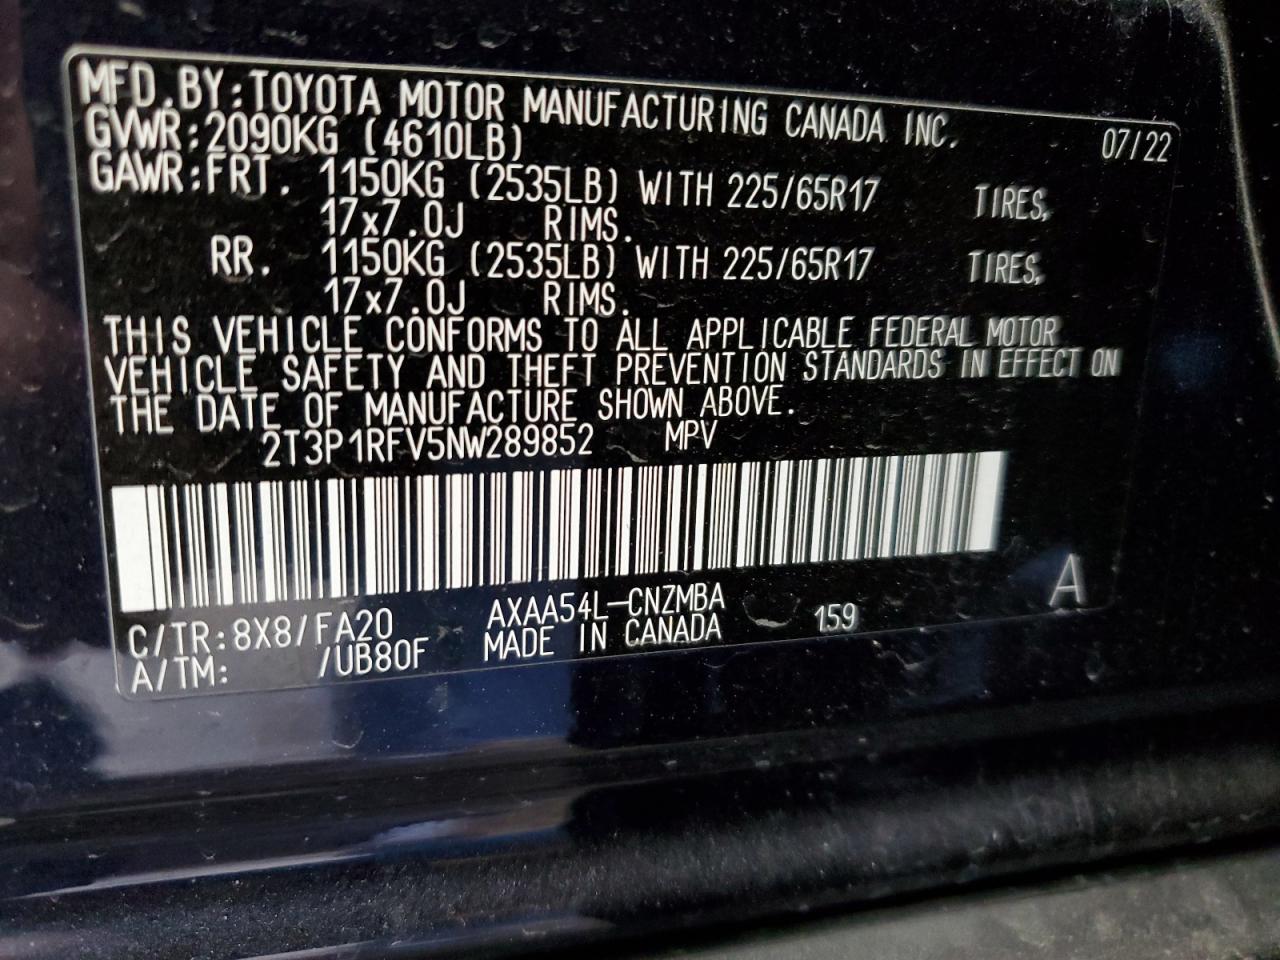 MFD.BY:TOYOTA MOTOR MANUFACTURING CANADA INC. 07/22
GVWR:2090KG (4610LB)
GAWR:FRT. 1150KG (2535LB) WITH 225/65R17 TIRES,
17x7.0J RIMS.
RR. 1150KG (2535LB) WITH 225/65R17 TIRES,
17x7.0J RIMS.
THIS VEHICLE CONFORMS TO ALL APPLICABLE FEDERAL MOTOR
VEHICLE SAFETY AND THEFT PREVENTION STANDARDS IN EFFECT ON
THE DATE OF MANUFACTURE SHOWN ABOVE.
2T3P1RFV5NW289852 MPV
C/TR:8X8/FA20 AXAA54L-CNZMBA 159 A
A/TM: /UB80F MADE IN CANADA